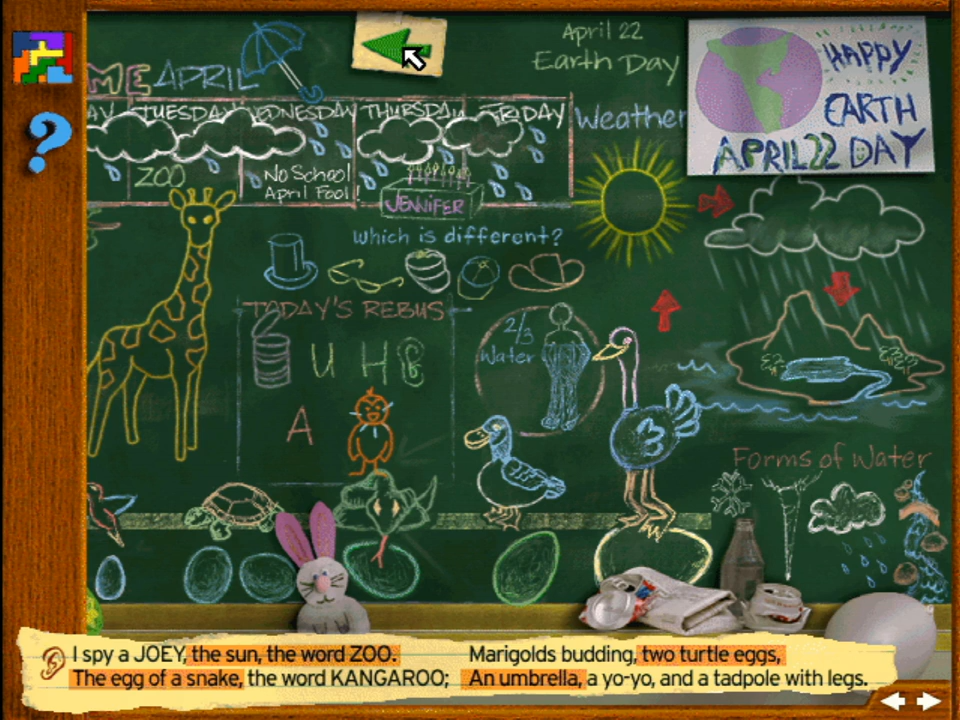 April 22
Earth Day
HAPPY
EARTH
APRIL 22 DAY
ME APRIL
AY TUESDAY WEDNESDAY THURSDAY FRIDAY
Weather
ZOO
No School
April Fool!
JENNIFER
Which is different?
TODAY'S REBUS
U H
A
2/3
Water
Forms of Water
I spy a JOEY, the sun, the word ZOO.
The egg of a snake, the word KANGAROO;
Marigolds budding, two turtle eggs,
An umbrella, a yo-yo, and a tadpole with legs.
?